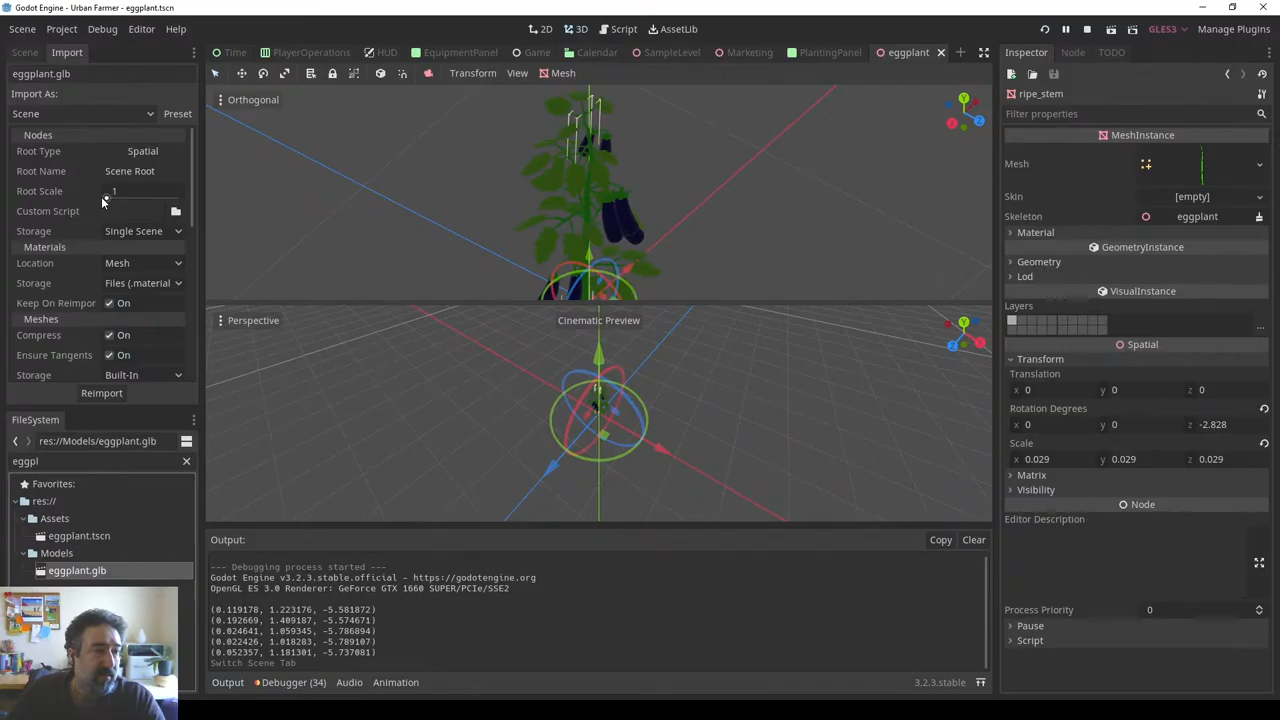 Godot Engine - Urban Farmer - eggplant.tscn
Scene Project Debug Editor Help
2D 3D Script AssetLib
GLES3 Manage Plugins
Scene Import
Time PlayerOperations HUD EquipmentPanel Game Calendar SampleLevel Marketing PlantingPanel eggplant
Inspector Node TODO
eggplant.glb
Import As:
Scene Preset
Nodes
Root Type Spatial
Root Name Scene Root
Root Scale 1
Custom Script
Storage Single Scene
Materials
Location Mesh
Storage Files (.material
Keep On Reimpor On
Meshes
Compress On
Ensure Tangents On
Storage Built-In
Reimport
FileSystem
res://Models/eggplant.glb
eggpl
Favorites:
res://
Assets
eggplant.tscn
Models
eggplant.glb
Transform View Mesh
Orthogonal
Y
X
Z
Perspective
Cinematic Preview
Y
X
Z
Output:
Copy Clear
--- Debugging process started ---
Godot Engine v3.2.3.stable.official - https://godotengine.org
OpenGL ES 3.0 Renderer: GeForce GTX 1660 SUPER/PCIe/SSE2
(0.119178, 1.223176, -5.581872)
(0.192669, 1.409187, -5.574671)
(0.024641, 1.059345, -5.786894)
(0.022426, 1.018283, -5.789107)
(0.052357, 1.181301, -5.737081)
Switch Scene Tab
Output Debugger (34) Audio Animation
3.2.3.stable
ripe_stem
Filter properties
MeshInstance
Mesh
Skin [empty]
Skeleton eggplant
Material
GeometryInstance
Geometry
Lod
VisualInstance
Layers
...
Spatial
Transform
Translation
x 0 y 0 z 0
Rotation Degrees
x 0 y 0 z -2.828
Scale
x 0.029 y 0.029 z 0.029
Matrix
Visibility
Node
Editor Description
Process Priority 0
Pause
Script